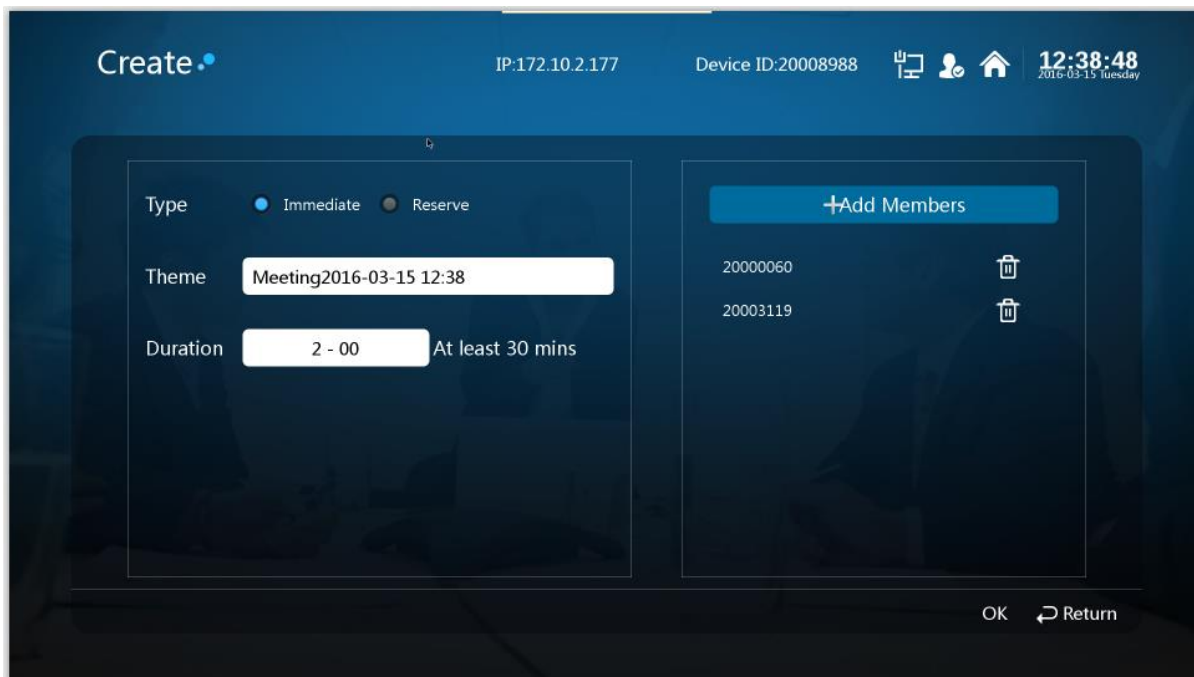 Create
IP:172.10.2.177
Device ID:20008988
12:38:48
2016-03-15 Tuesday
Type
Immediate
Reserve
Theme
Meeting2016-03-15 12:38
Duration
2 - 00
At least 30 mins
+Add Members
20000060
20003119
OK
Return